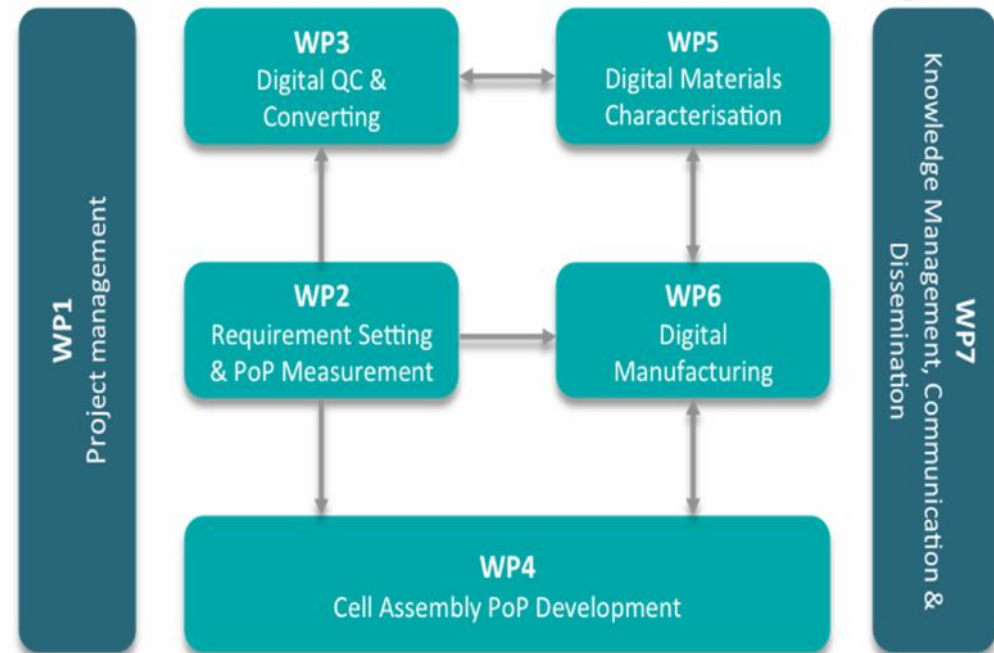 WP1
Project management
WP3
Digital QC &
Converting
WP5
Digital Materials
Characterisation
WP2
Requirement Setting
& PoP Measurement
WP6
Digital
Manufacturing
WP4
Cell Assembly PoP Development
WP7
Knowledge Management, Communication &
Dissemination